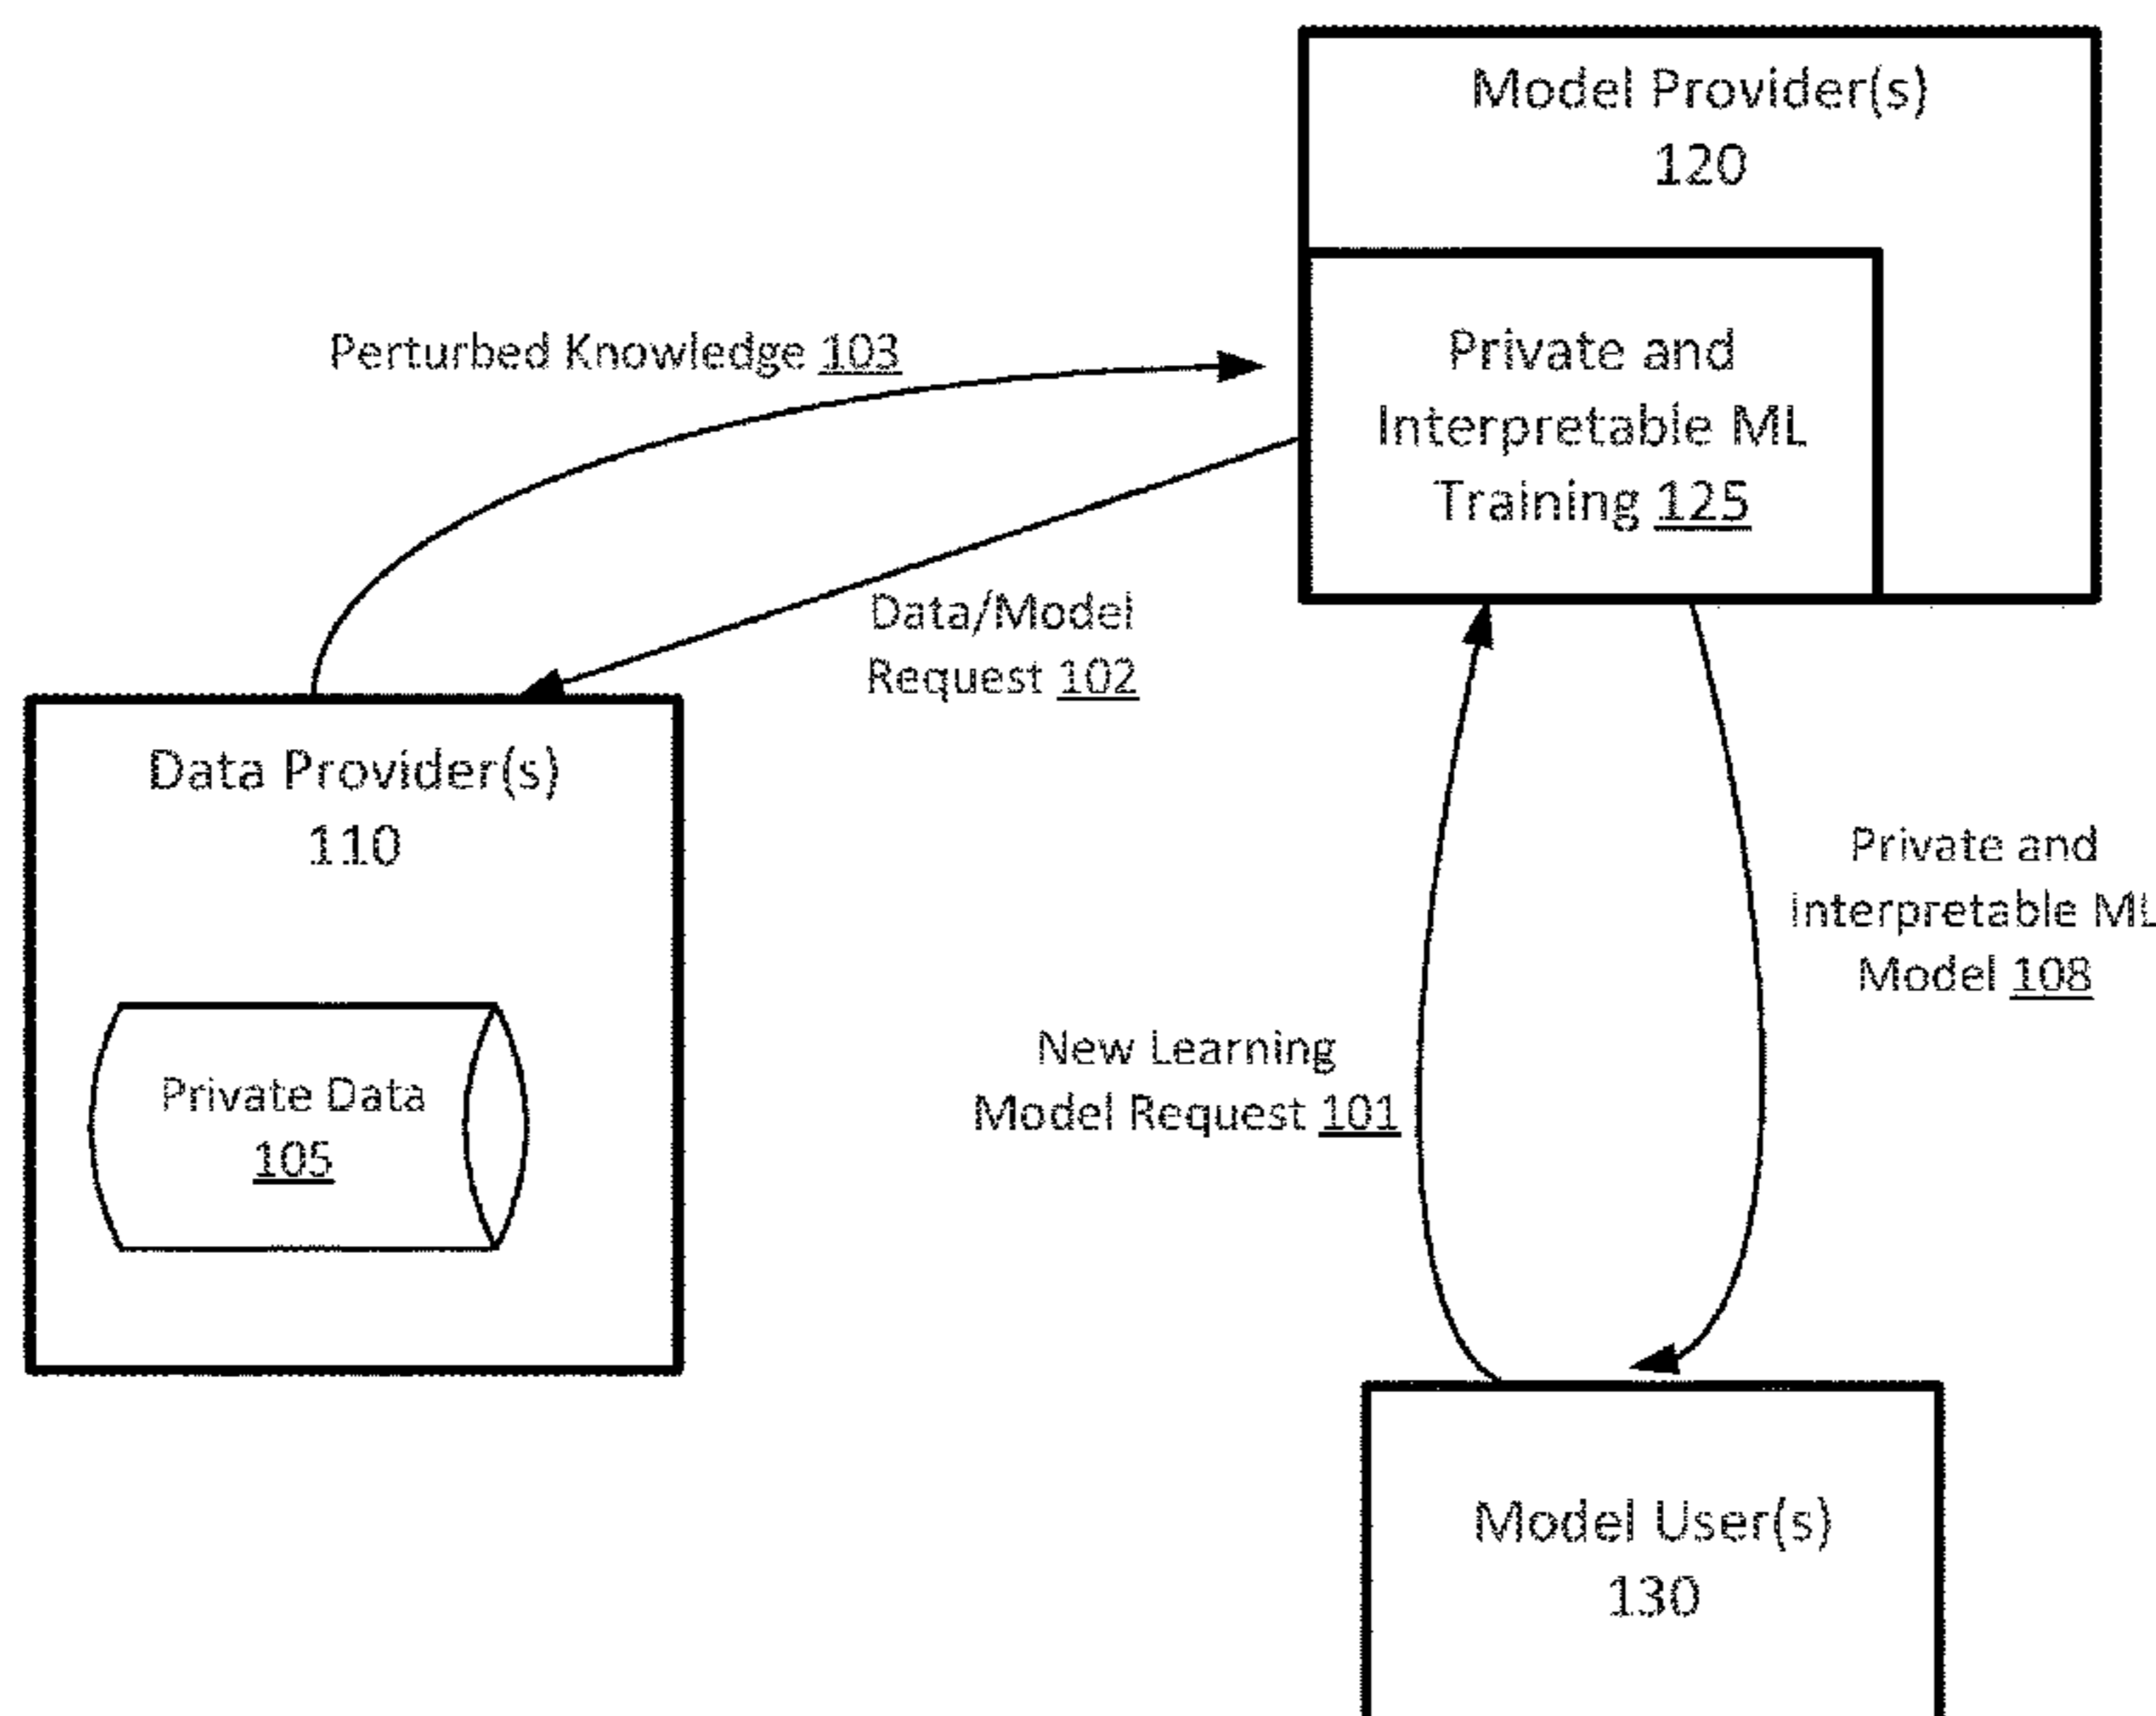 Model Provider(s)
120
Perturbed Knowledge 103
Private and
Interpretable ML
Training 125
Data/Model
Request 102
Data Provider(s)
110
Private Data
105
Private and
Interpretable ML
Model 108
New Learning
Model Request 101
Model User(s)
130